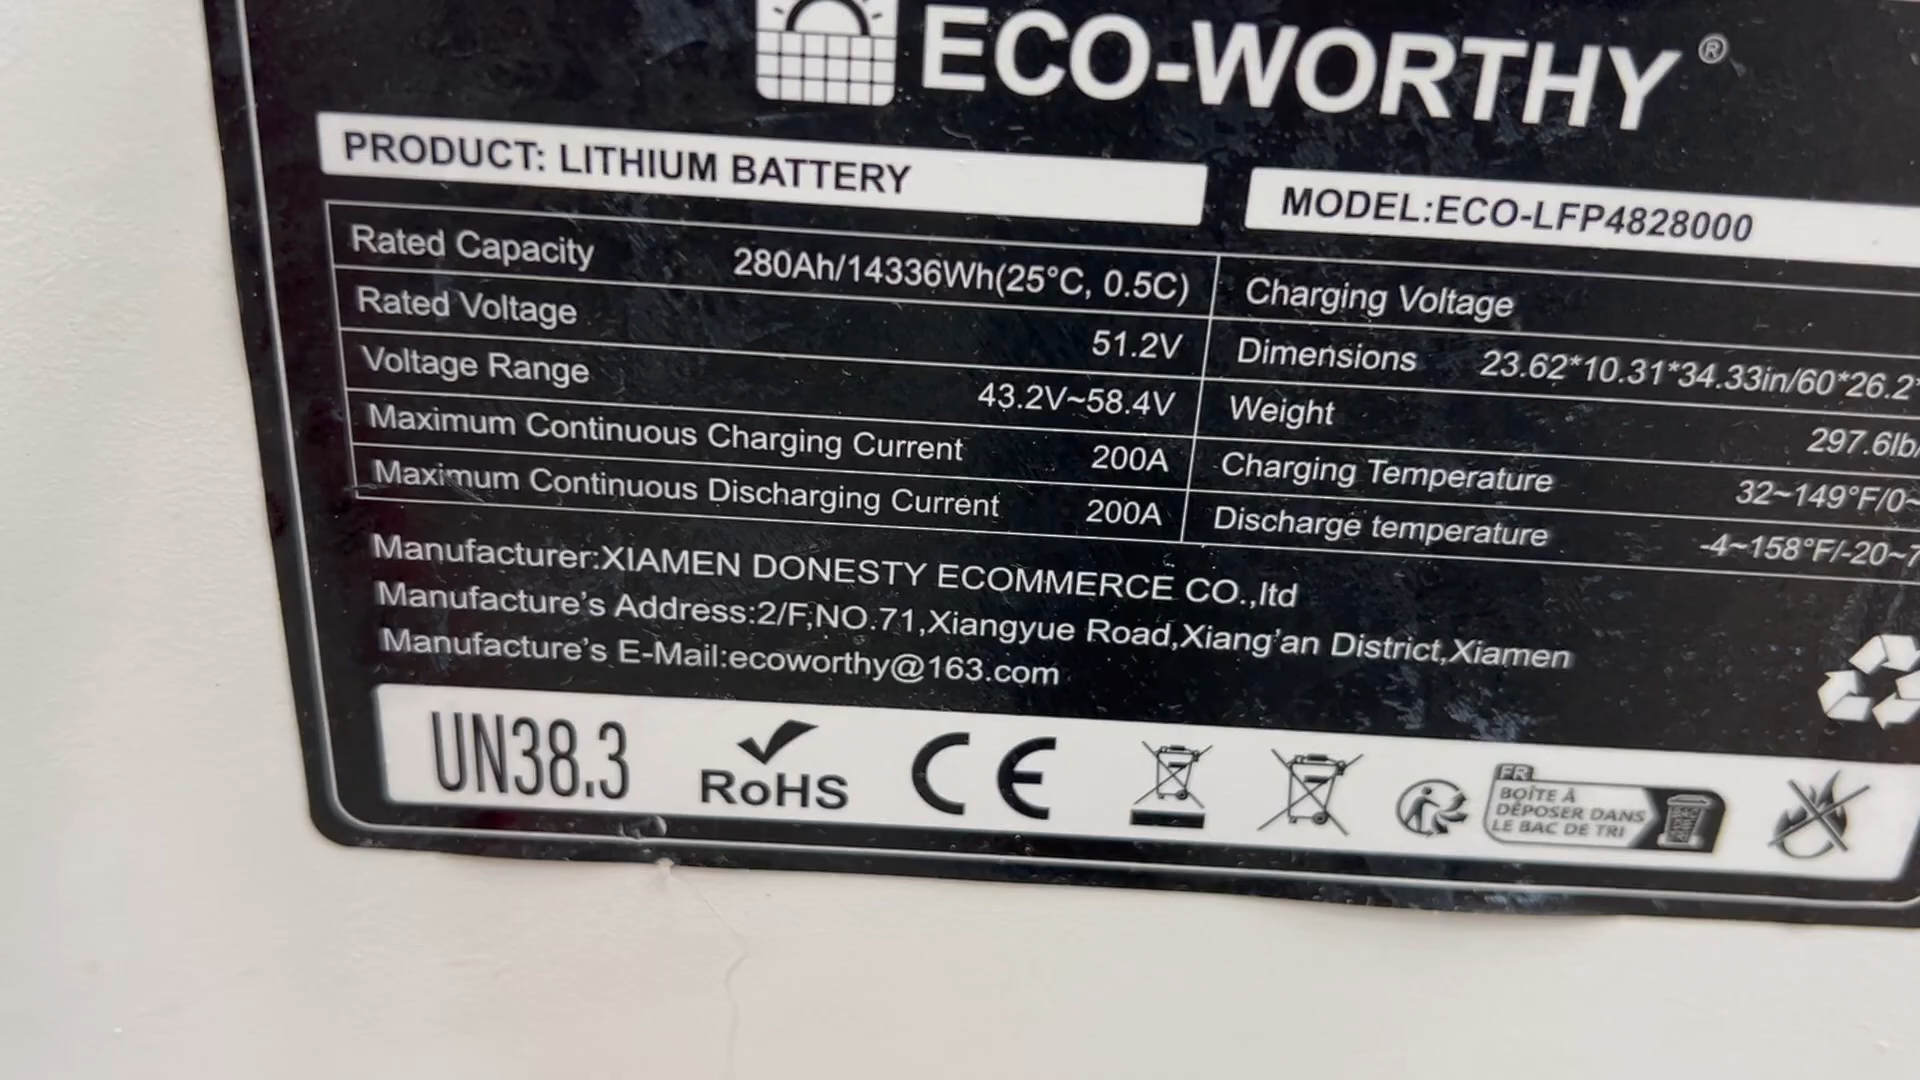 ECO-WORTHY ®
PRODUCT: LITHIUM BATTERY
MODEL:ECO-LFP4828000
Rated Capacity 280Ah/14336Wh(25°C, 0.5C)
Rated Voltage 51.2V
Voltage Range 43.2V~58.4V
Maximum Continuous Charging Current 200A
Maximum Continuous Discharging Current 200A
Charging Voltage
Dimensions 23.62*10.31*34.33in/60*26.2*
Weight 297.6lb/
Charging Temperature 32~149°F/0~
Discharge temperature -4~158°F/-20~7
Manufacturer:XIAMEN DONESTY ECOMMERCE CO.,ltd
Manufacture's Address:2/F,NO.71,Xiangyue Road,Xiang'an District,Xiamen
Manufacture's E-Mail:ecoworthy@163.com
UN38.3
RoHS
CE
FR
BOÎTE À
DÉPOSER DANS
LE BAC DE TRI